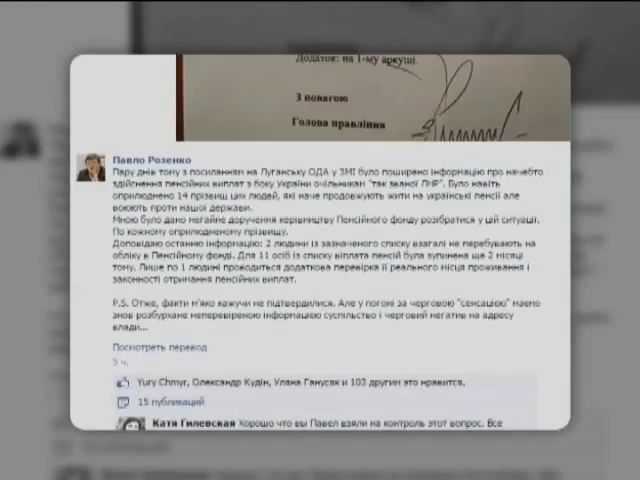 Додаток: на 1-му аркуші.
З повагою
Голова правління
Павло Розенко
Пару днів тому з посиланням на Луганську ОДА у ЗМІ було поширено інформацію про начебто
здійснення пенсійних виплат з боку України очільникам "так званої ЛНР". Було навіть
оприлюднено 14 прізвищ цих людей, які наче продовжують жити на українські пенсії але
воюють проти нашої держави.
Мною було дано негайне доручення керівництву Пенсійного фонду розібратися у цій ситуації.
По кожному оприлюдненому прізвищу.
Доповідаю останню інформацію: 2 людини із зазначеного списку взагалі не перебувають на
обліку в Пенсійному фонді. Для 11 осіб із списку віплата пенсій була зупинена ще 2 місяці
тому. Лише по 1 людині проводиться додаткова перевірка її реального місця проживання і
законності отримання пенсійних виплат.
P.S. Отже, факти м'яко кажучи не підтвердилися. Але у погоні за черговою "сенсацією" маємо
знов розбурхане неперевіреною інформацією суспільство і черговий негатив на адресу
влади...
Посмотреть перевод
5 ч.
Yury Chmyr, Олександр Кудін, Уляна Ганусяк и 103 другим это нравится.
15 публикаций
Катя Гилевская Хорошо что вы Павел взяли на контроль этот вопрос. Все